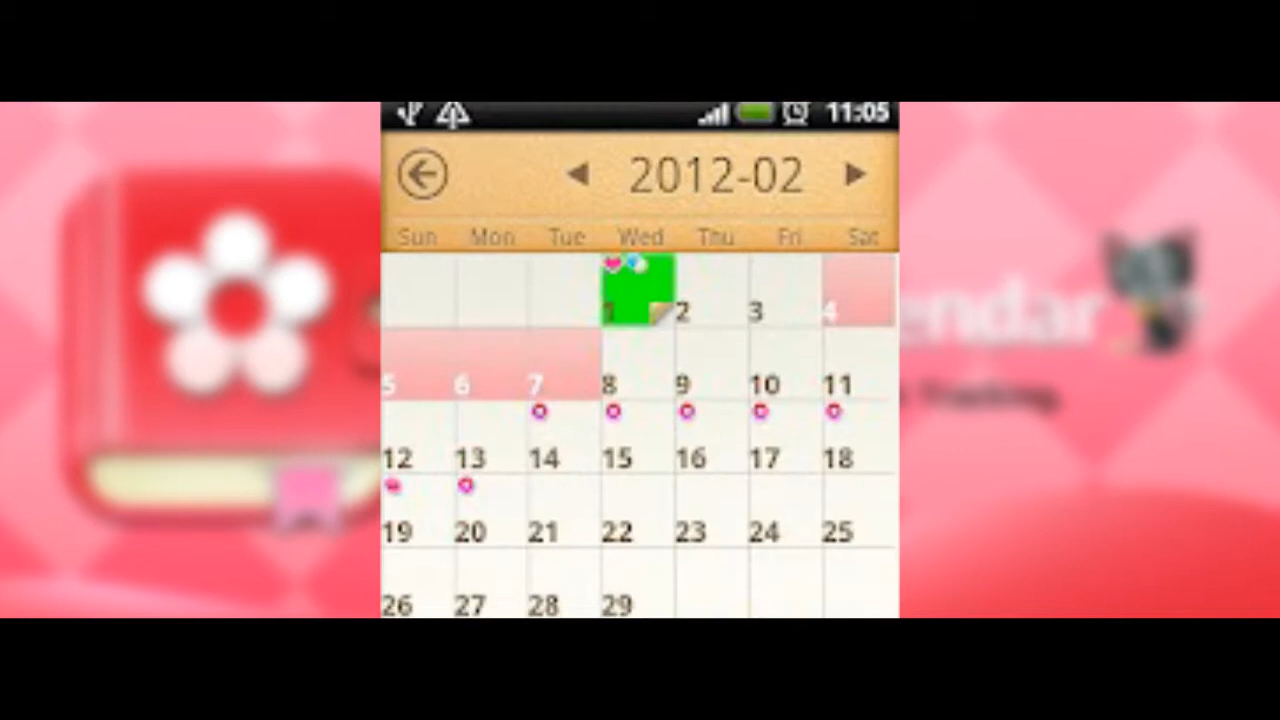 11:05
2012-02
Sun Mon Tue Wed Thu Fri Sat
1 2 3 4
5 6 7 8 9 10 11
12 13 14 15 16 17 18
19 20 21 22 23 24 25
26 27 28 29
endar